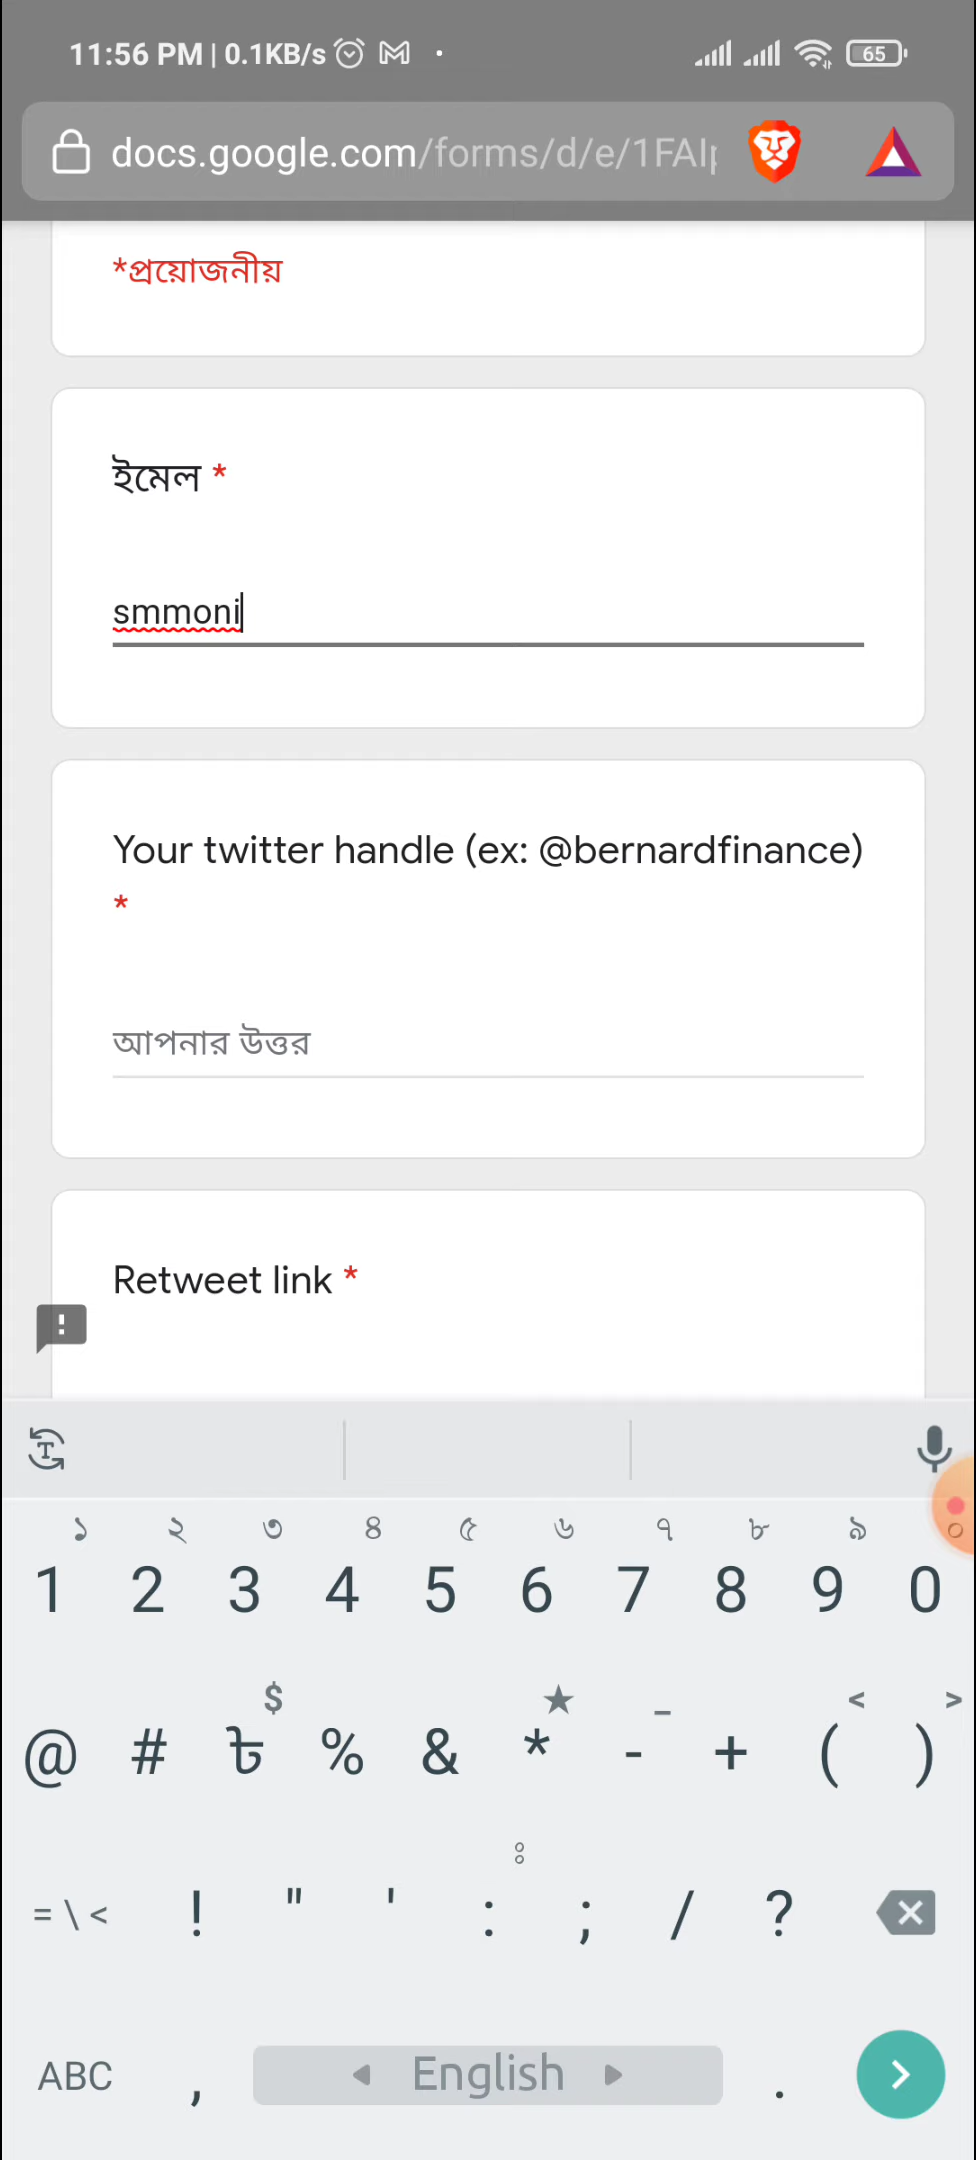 11:56 PM | 0.1KB/s
65
docs.google.com/forms/d/e/1FAI
*প্রয়োজনীয়
ইমেল *
smmoni
Your twitter handle (ex: @bernardfinance)
*
আপনার উত্তর
Retweet link *
১ ২ ৩ ৪ ৫ ৬ ৭ ৮ ৯ ০
1 2 3 4 5 6 7 8 9 0
$ ★ _ < >
@ # ৳ % & * - + ( )
ঃ
= \ < ! " ' : ; / ?
ABC , English .